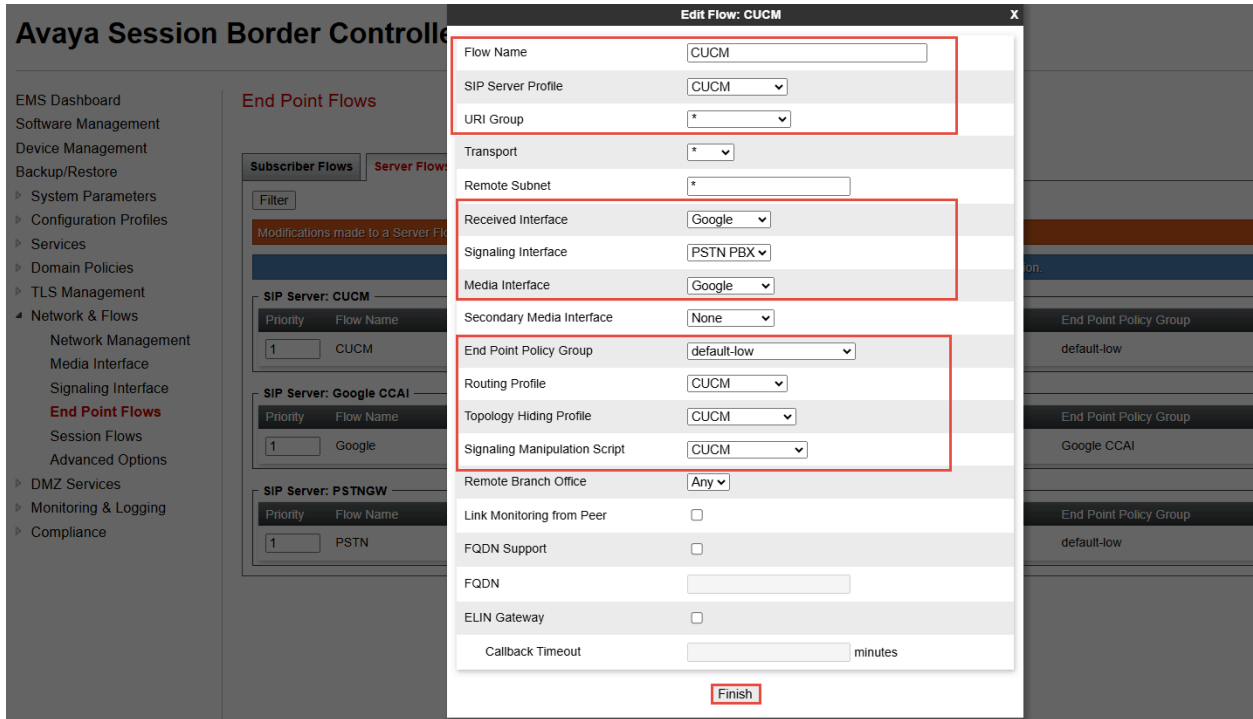 Avaya Session Border Controlle
EMS Dashboard
Software Management
Device Management
Backup/Restore
System Parameters
Configuration Profiles
Services
Domain Policies
TLS Management
Network & Flows
Network Management
Media Interface
Signaling Interface
End Point Flows
Session Flows
Advanced Options
DMZ Services
Monitoring & Logging
Compliance
End Point Flows
Subscriber Flows Server Flows
Filter
Modifications made to a Server Flo
ion.
SIP Server: CUCM
Priority Flow Name End Point Policy Group
1 CUCM default-low
SIP Server: Google CCAI
Priority Flow Name End Point Policy Group
1 Google Google CCAI
SIP Server: PSTNGW
Priority Flow Name End Point Policy Group
1 PSTN default-low
Edit Flow: CUCM X
Flow Name CUCM
SIP Server Profile CUCM
URI Group *
Transport *
Remote Subnet *
Received Interface Google
Signaling Interface PSTN PBX
Media Interface Google
Secondary Media Interface None
End Point Policy Group default-low
Routing Profile CUCM
Topology Hiding Profile CUCM
Signaling Manipulation Script CUCM
Remote Branch Office Any
Link Monitoring from Peer
FQDN Support
FQDN
ELIN Gateway
Callback Timeout minutes
Finish